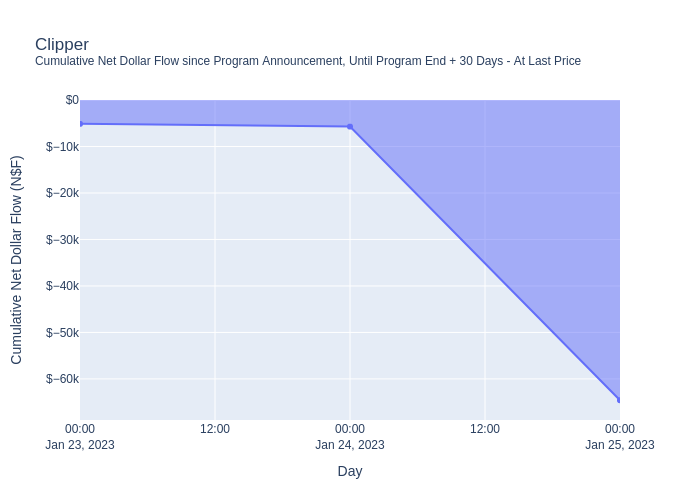 Clipper
Cumulative Net Dollar Flow since Program Announcement, Until Program End + 30 Days - At Last Price
Cumulative Net Dollar Flow (N$F)
$0
$−10k
$−20k
$−30k
$−40k
$−50k
$−60k
00:00 12:00 00:00 12:00 00:00
Jan 23, 2023 Jan 24, 2023 Jan 25, 2023
Day